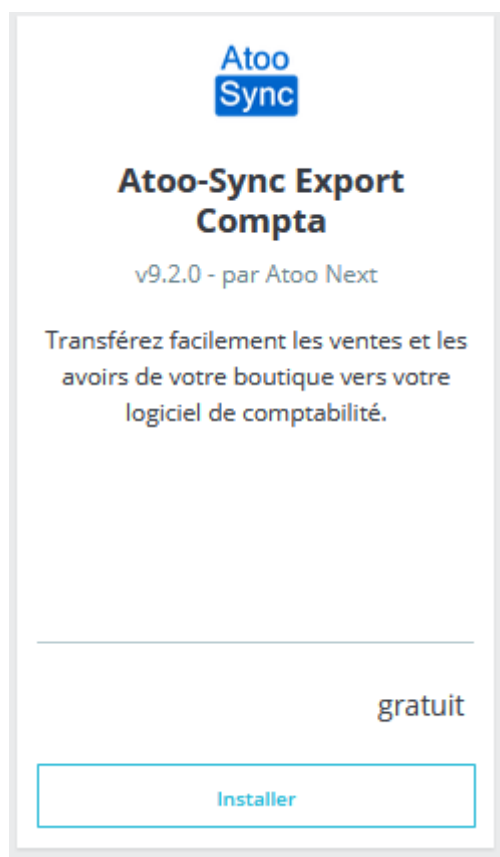 Atoo
Sync
Atoo-Sync Export
Compta
v9.2.0 - par Atoo Next
Transférez facilement les ventes et les
avoirs de votre boutique vers votre
logiciel de comptabilité.
gratuit
Installer